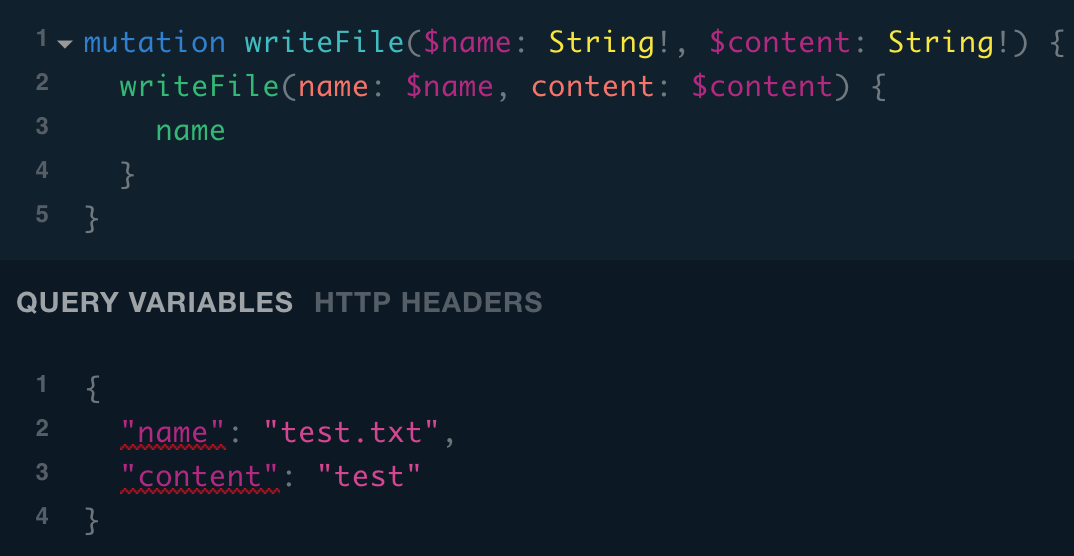 1 mutation writeFile($name: String!, $content: String!) {
2 writeFile(name: $name, content: $content) {
3 name
4 }
5 }
QUERY VARIABLES HTTP HEADERS
1 {
2 "name": "test.txt",
3 "content": "test"
4 }